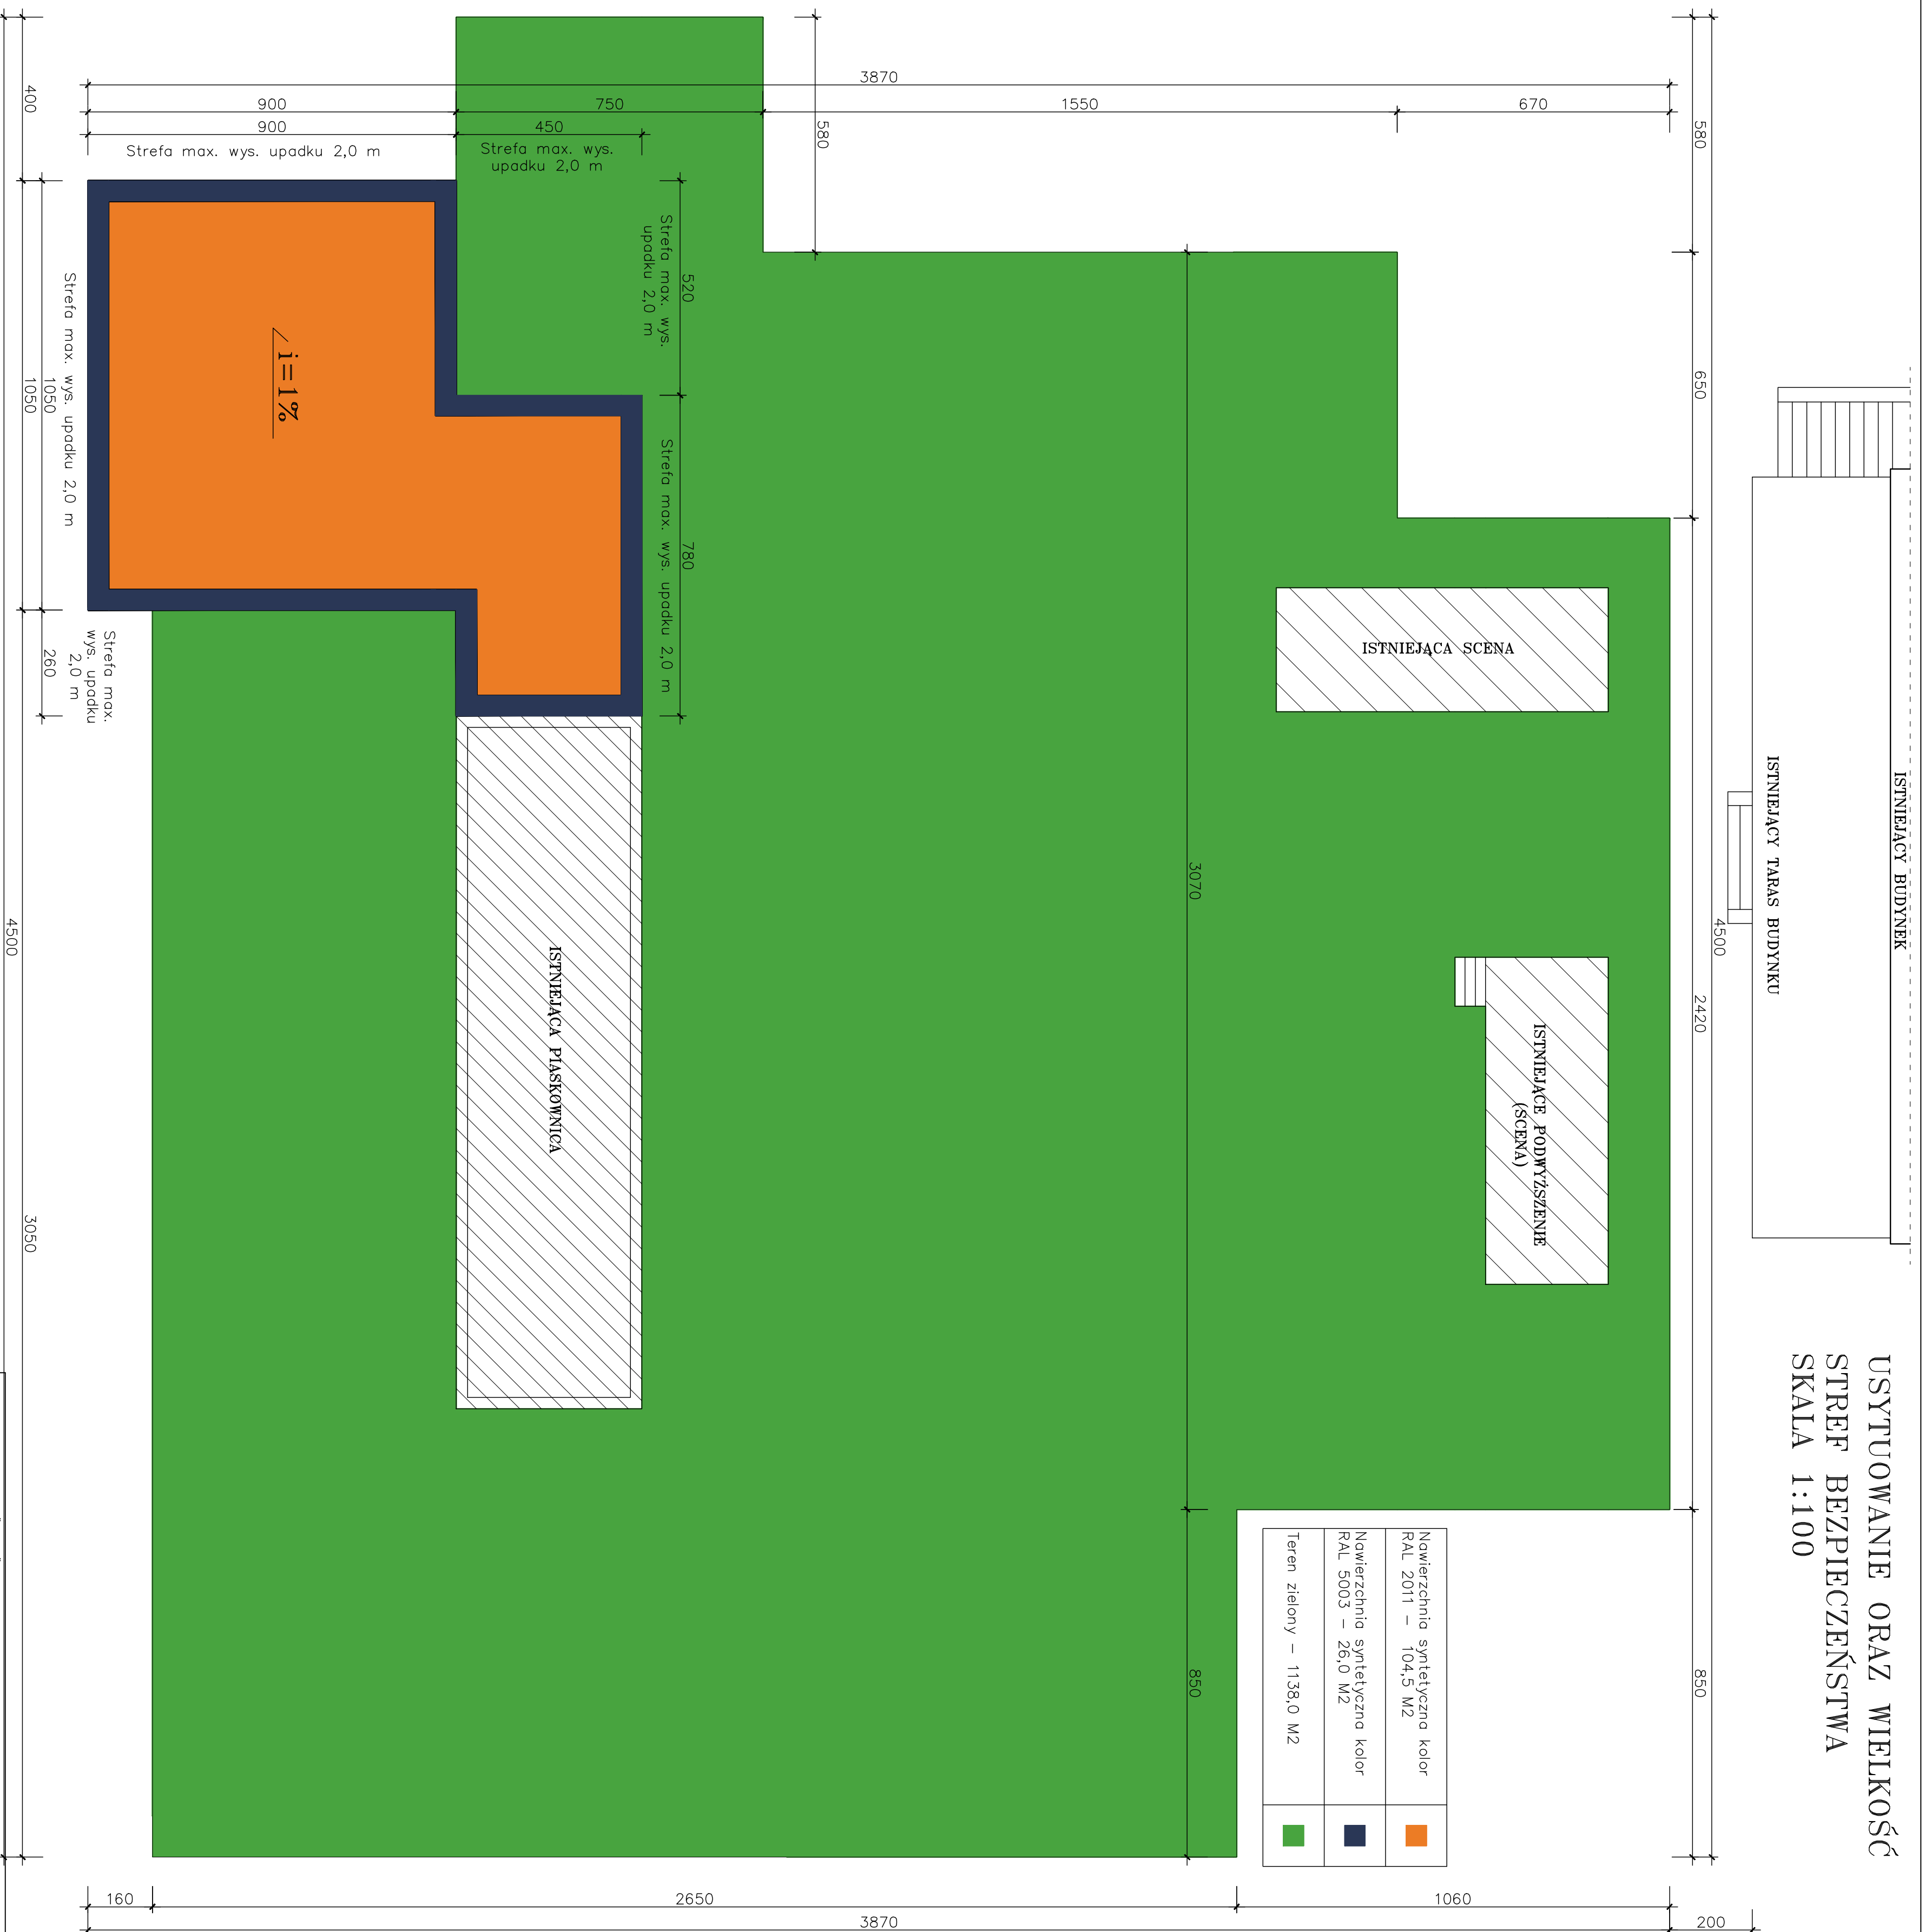 USYTUOWANIE ORAZ WIELKOŚĆ
STREF BEZPIECZEŃSTWA
SKALA 1:100
ISTNIEJĄCY BUDYNEK
ISTNIEJĄCY TARAS BUDYNKU
4500
580
650
2420
850
ISTNIEJĄCA SCENA
ISTNIEJĄCE PODWYŻSZENIE
(SCENA)
Nawierzchnia syntetyczna kolor
RAL 2011 - 104,5 M2
Nawierzchnia syntetyczna kolor
RAL 5003 - 26,0 M2
Teren zielony - 1138,0 M2
3070
850
580
3870
900
750
1550
670
900
450
Strefa max. wys. upadku 2,0 m
Strefa max. wys.
upadku 2,0 m
520
780
Strefa max. wys.
upadku 2,0 m
Strefa max. wys. upadku 2,0 m
ISTNIEJĄCA PIASKOWNICA
i=1%
Strefa max.
wys. upadku
2,0 m
Strefa max. wys. upadku 2,0 m
1050
260
400
1050
3050
4500
160
2650
1060
3870
200